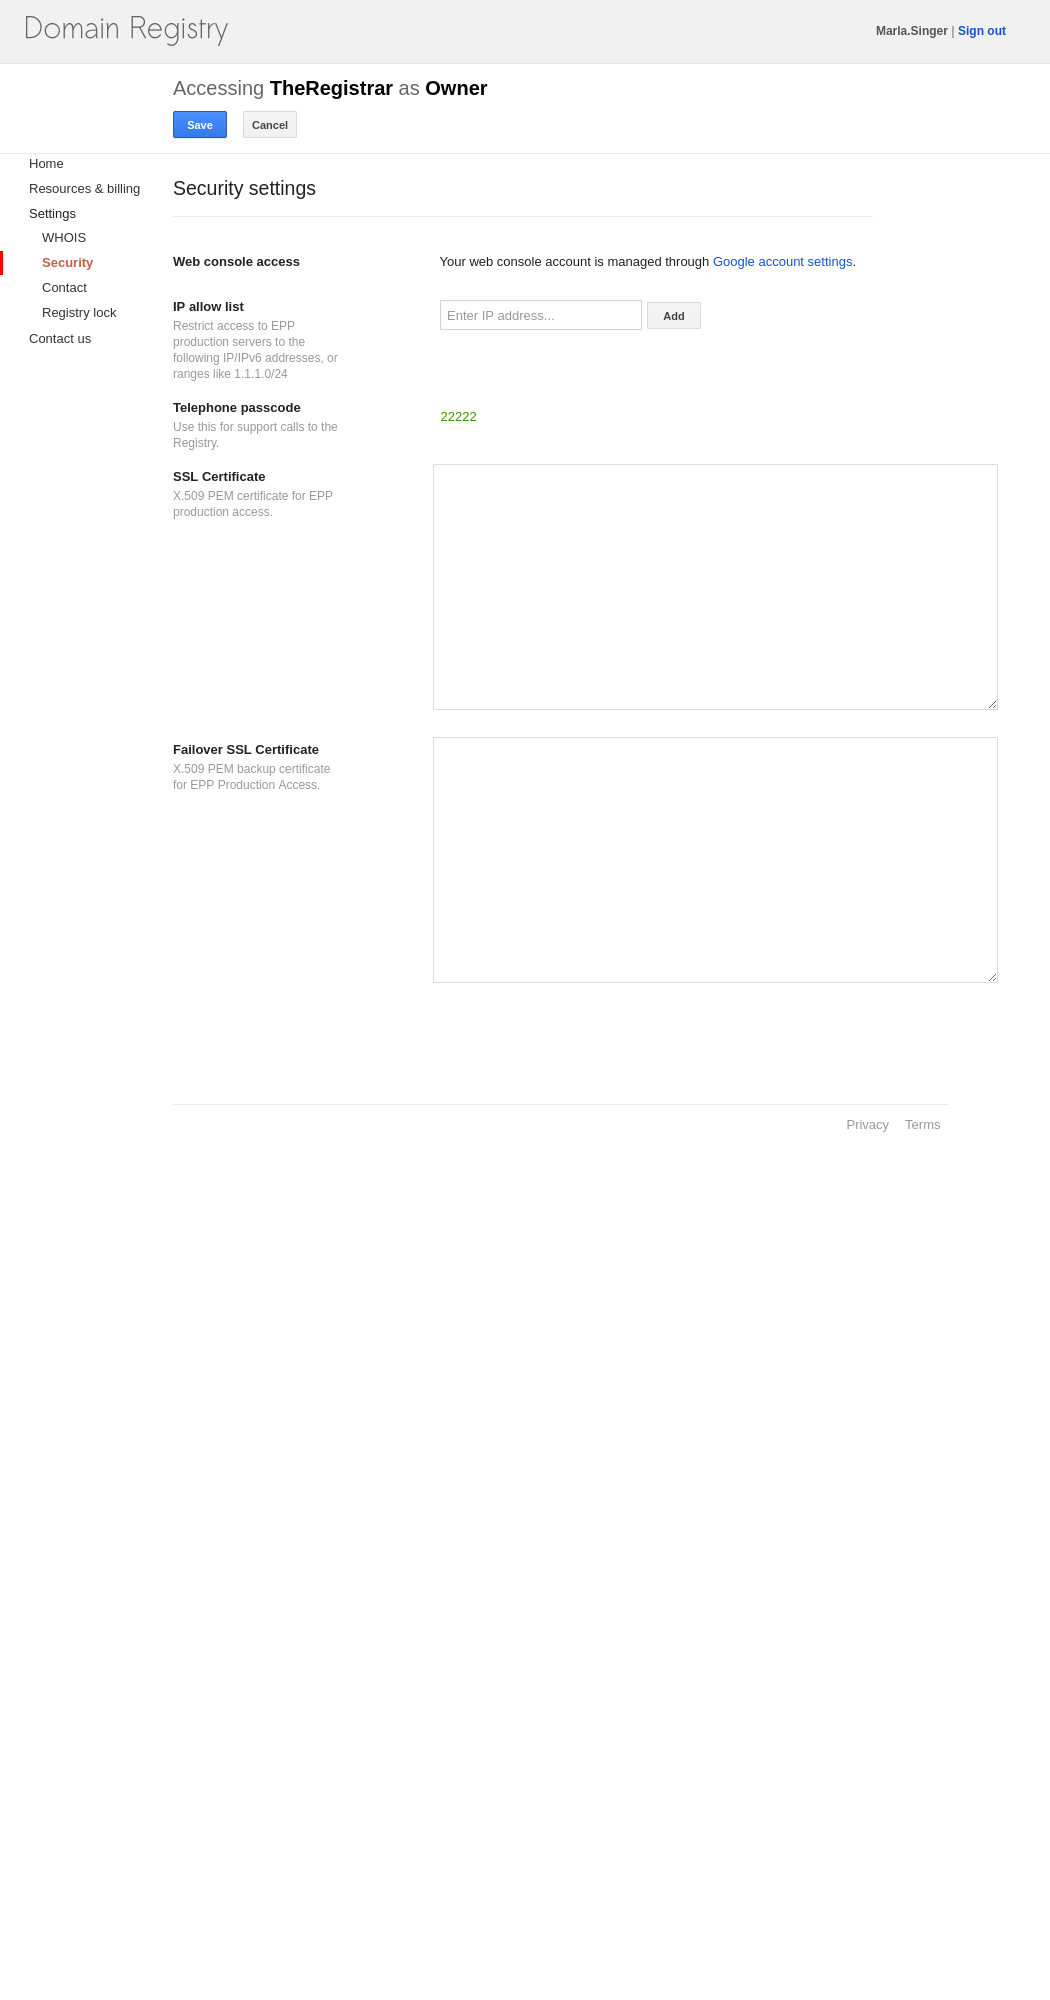 Domain Registry
Marla.Singer | Sign out
Accessing TheRegistrar as Owner
Save
Cancel
Home
Resources & billing
Settings
WHOIS
Security
Contact
Registry lock
Contact us
Security settings
Web console access
Your web console account is managed through Google account settings.
IP allow list
Restrict access to EPP
production servers to the
following IP/IPv6 addresses, or
ranges like 1.1.1.0/24
Enter IP address...
Add
Telephone passcode
Use this for support calls to the
Registry.
22222
SSL Certificate
X.509 PEM certificate for EPP
production access.
Failover SSL Certificate
X.509 PEM backup certificate
for EPP Production Access.
Privacy
Terms